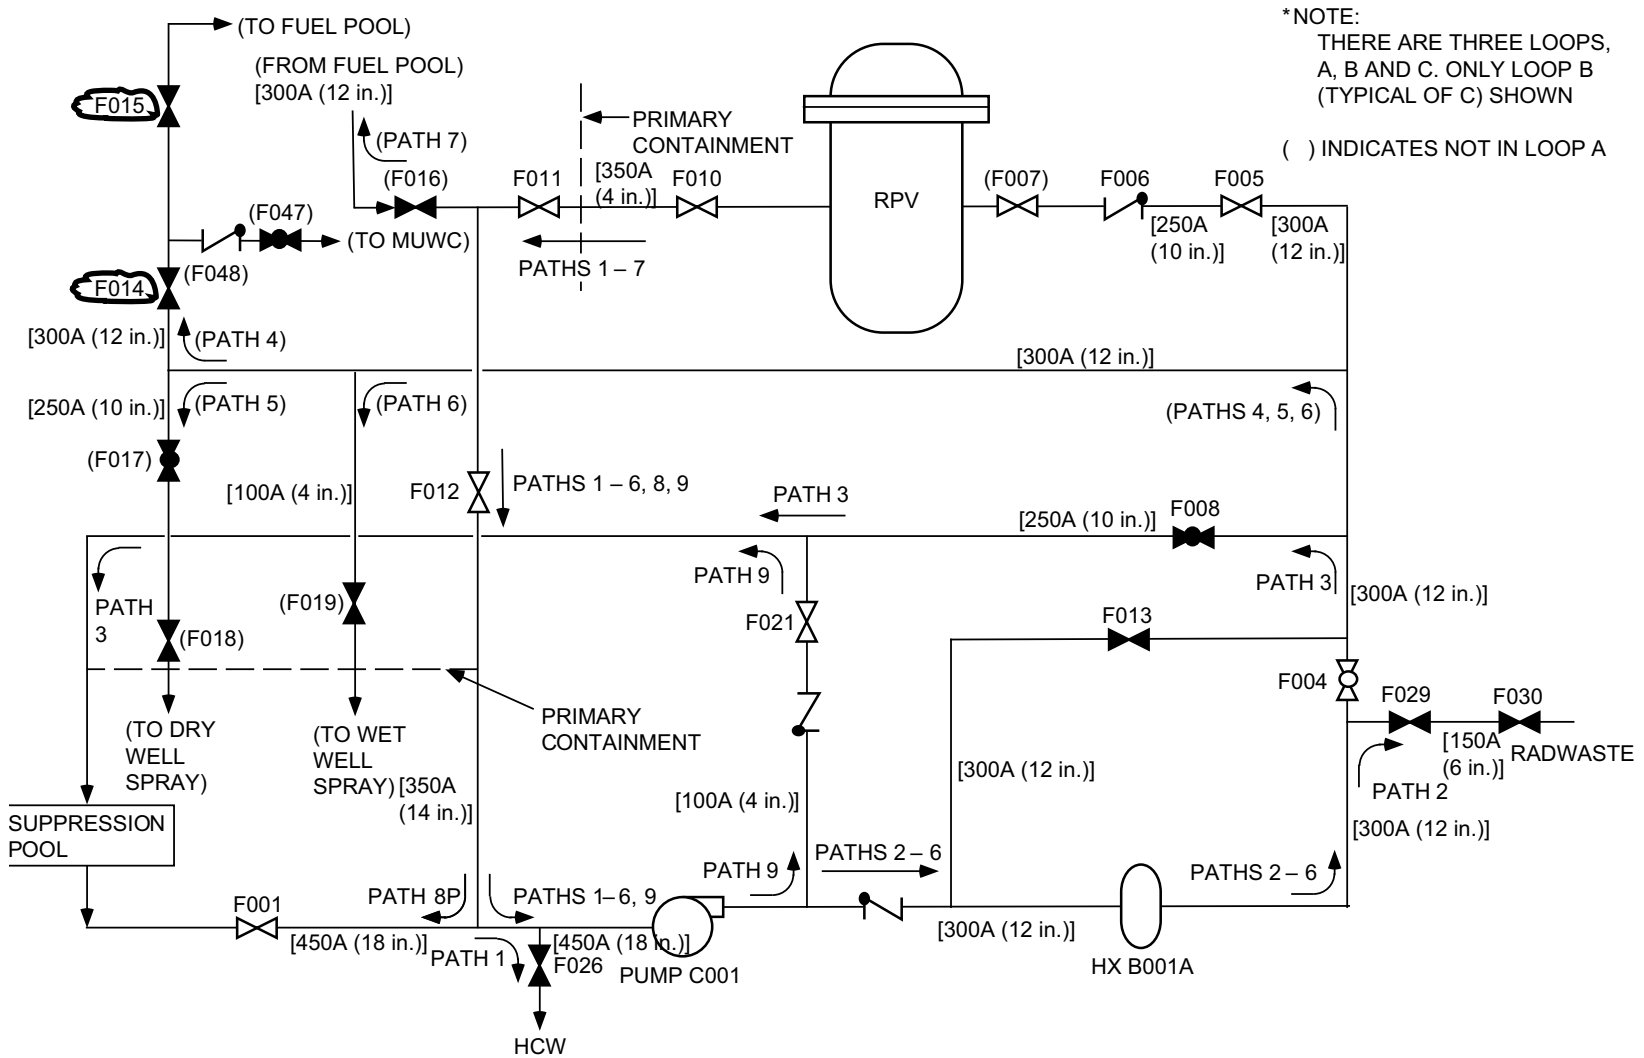 (TO FUEL POOL)
(FROM FUEL POOL)
[300A (12 in.)]
*NOTE:
THERE ARE THREE LOOPS,
A, B AND C. ONLY LOOP B
(TYPICAL OF C) SHOWN
( ) INDICATES NOT IN LOOP A
F015
PRIMARY
CONTAINMENT
(PATH 7)
(F016)
F011
[350A
(4 in.)]
F010
RPV
(F007)
F006
F005
[250A
(10 in.)]
[300A
(12 in.)]
(F047)
(TO MUWC)
(F048)
PATHS 1 – 7
F014
[300A (12 in.)]
(PATH 4)
[300A (12 in.)]
[250A (10 in.)]
(PATH 5)
(PATH 6)
(PATHS 4, 5, 6)
(F017)
[100A (4 in.)]
F012
PATHS 1 – 6, 8, 9
PATH 3
[250A (10 in.)]
F008
PATH
3
(F018)
(F019)
PATH 9
F021
PATH 3
[300A (12 in.)]
F013
F004
F029
F030
[150A
(6 in.)]
RADWASTE
PATH 2
(TO DRY
WELL
SPRAY)
(TO WET
WELL
SPRAY)
[350A
(14 in.)]
PRIMARY
CONTAINMENT
[100A (4 in.)]
[300A (12 in.)]
[300A (12 in.)]
SUPPRESSION
POOL
F001
[450A (18 in.)]
PATH 8P
PATHS 1– 6, 9
PATH 1
[450A (18 in.)]
F026
HCW
PUMP C001
PATH 9
PATHS 2 – 6
[300A (12 in.)]
HX B001A
PATHS 2 – 6